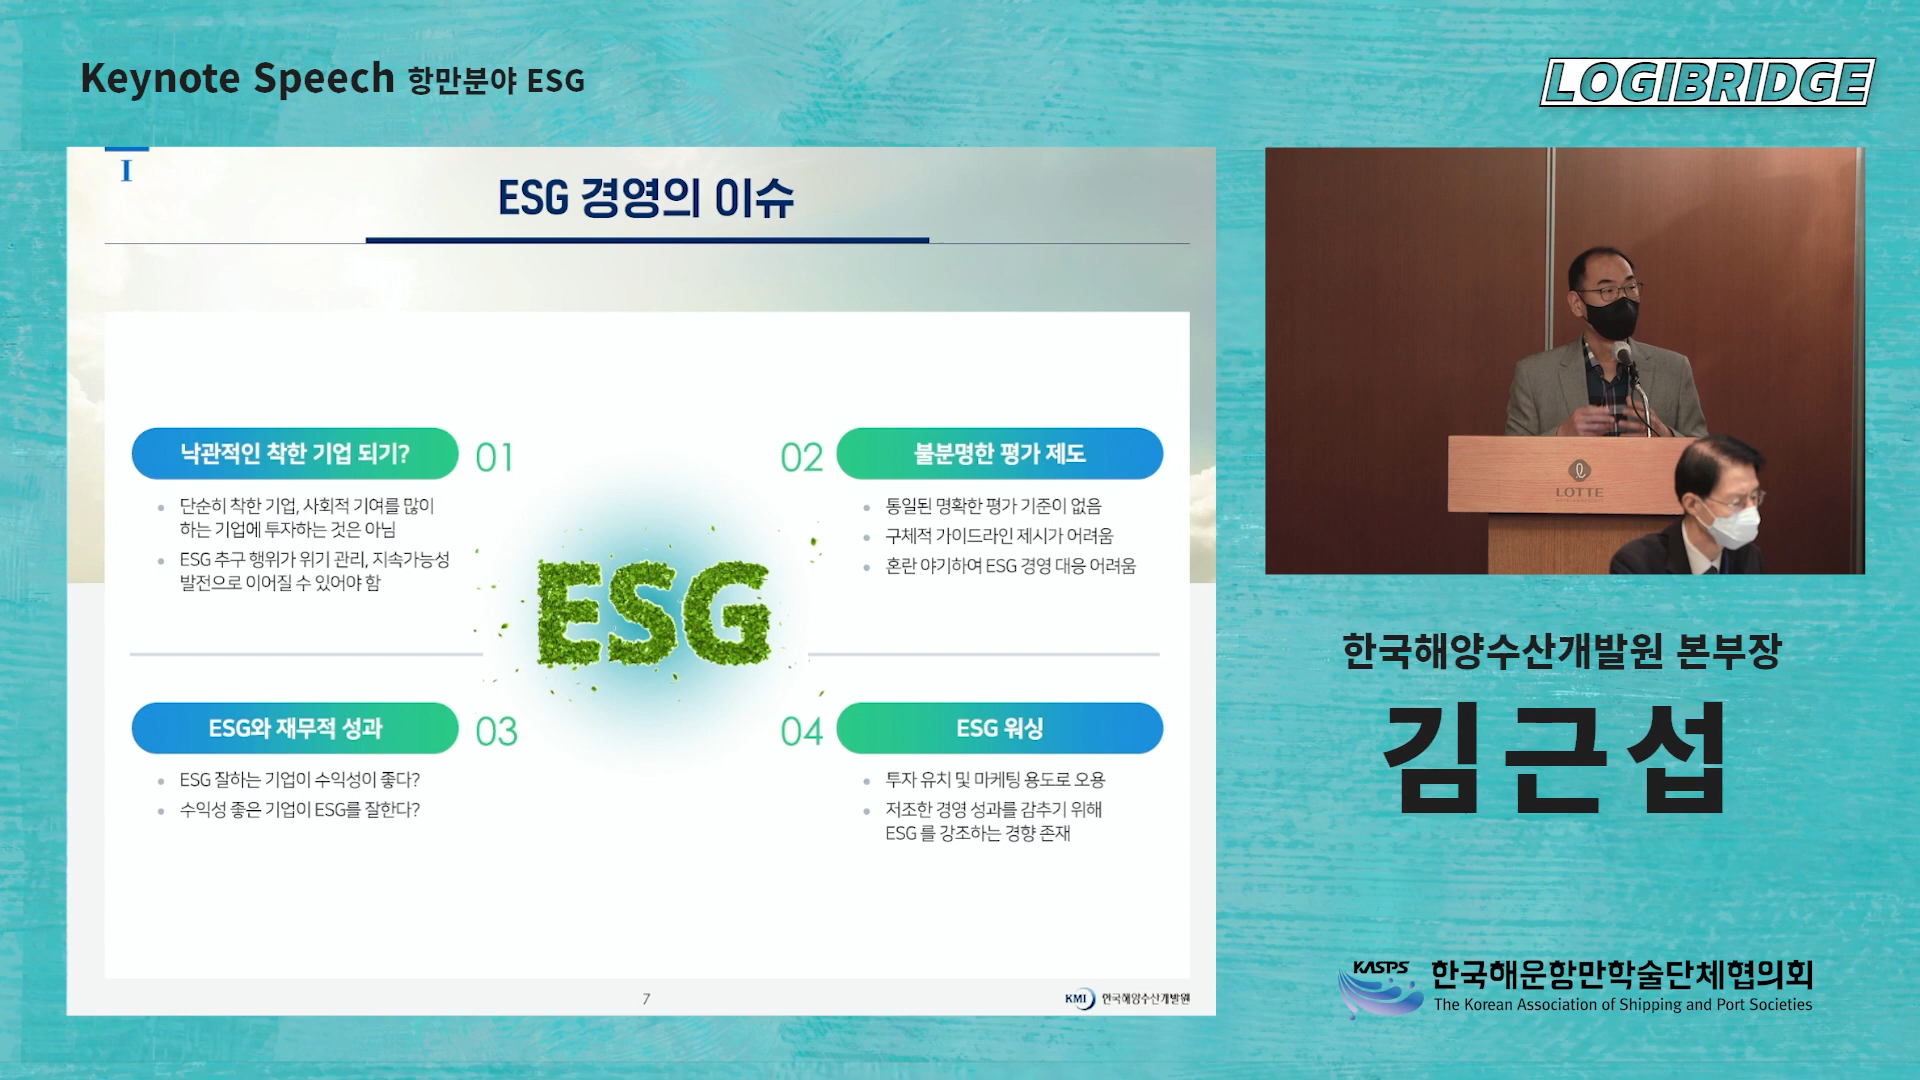 Keynote Speech 항만분야 ESG
LOGIBRIDGE
I
ESG 경영의 이슈
낙관적인 착한 기업 되기?
01
단순히 착한 기업, 사회적 기여를 많이
하는 기업에 투자하는 것은 아님
ESG 추구 행위가 위기 관리, 지속가능성
발전으로 이어질 수 있어야 함
02
불분명한 평가 제도
통일된 명확한 평가 기준이 없음
구체적 가이드라인 제시가 어려움
혼란 야기하여 ESG 경영 대응 어려움
ESG
ESG와 재무적 성과
03
ESG 잘하는 기업이 수익성이 좋다?
수익성 좋은 기업이 ESG를 잘한다?
04
ESG 워싱
투자 유치 및 마케팅 용도로 오용
저조한 경영 성과를 감추기 위해
ESG 를 강조하는 경향 존재
7
KMI 한국해양수산개발원
LOTTE
한국해양수산개발원 본부장
김근섭
KASPS
한국해운항만학술단체협의회
The Korean Association of Shipping and Port Societies